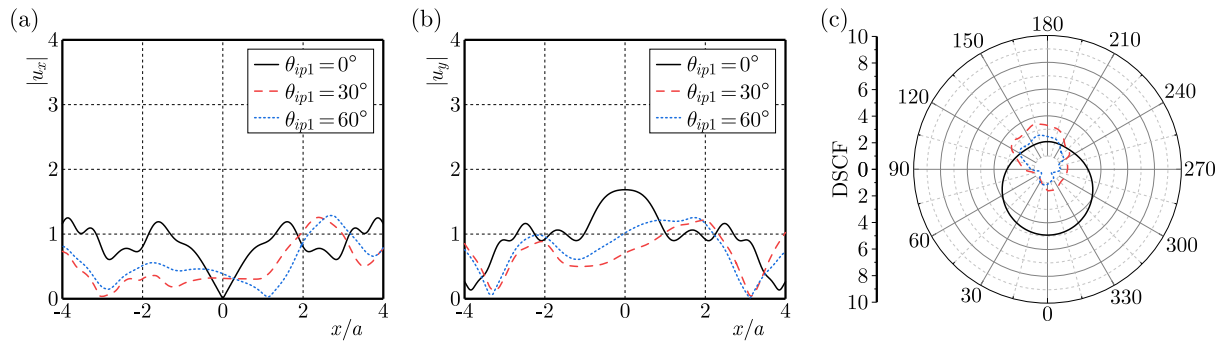 (a)
4
3
2
1
0
|u_x|
θ_ip1 = 0°
θ_ip1 = 30°
θ_ip1 = 60°
-4 -2 0 2 4
x/a
(b)
4
3
2
1
0
|u_y|
θ_ip1 = 0°
θ_ip1 = 30°
θ_ip1 = 60°
-4 -2 0 2 4
x/a
(c)
10
8
6
4
2
0
2
4
6
8
10
DSCF
180
150 210
120 240
90 270
60 300
30 330
0